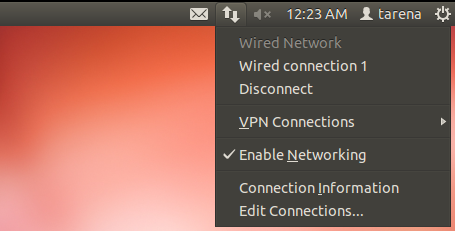 12:23 AM tarena
Wired Network
Wired connection 1
Disconnect
VPN Connections
Enable Networking
Connection Information
Edit Connections...